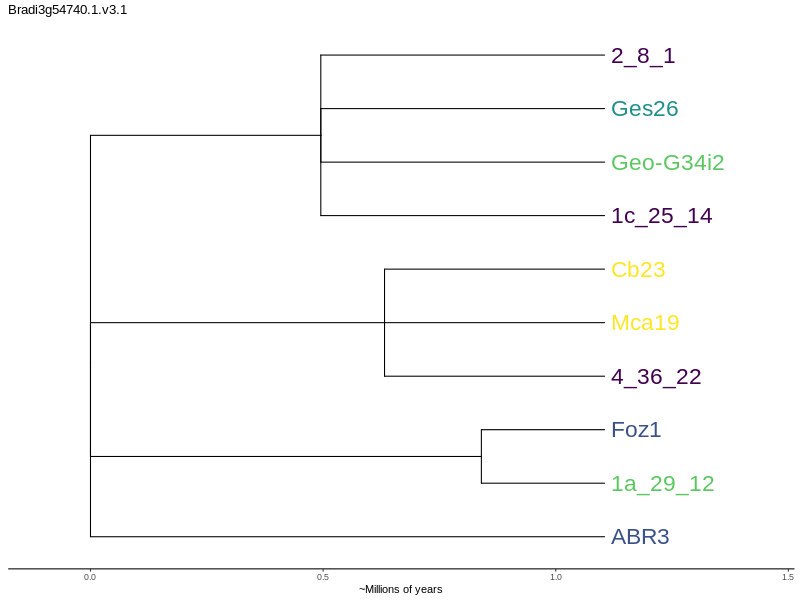 Bradi3g54740.1.v3.1
2_8_1
Ges26
Geo-G34i2
1c_25_14
Cb23
Mca19
4_36_22
Foz1
1a_29_12
ABR3
0.0 0.5 1.0 1.5
~Millions of years